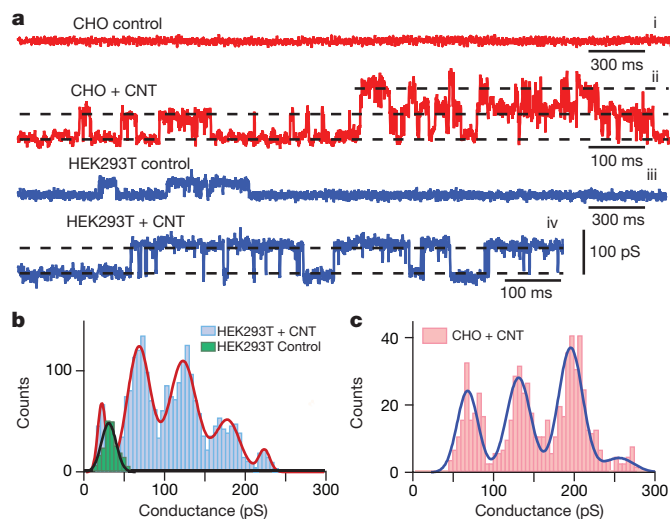 a
CHO control
i
300 ms
CHO + CNT
ii
100 ms
HEK293T control
iii
300 ms
HEK293T + CNT
iv
100 pS
100 ms
b
HEK293T + CNT
HEK293T Control
100
0
Counts
0 100 200 300
Conductance (pS)
c
CHO + CNT
40
20
0
Counts
0 100 200 300
Conductance (pS)